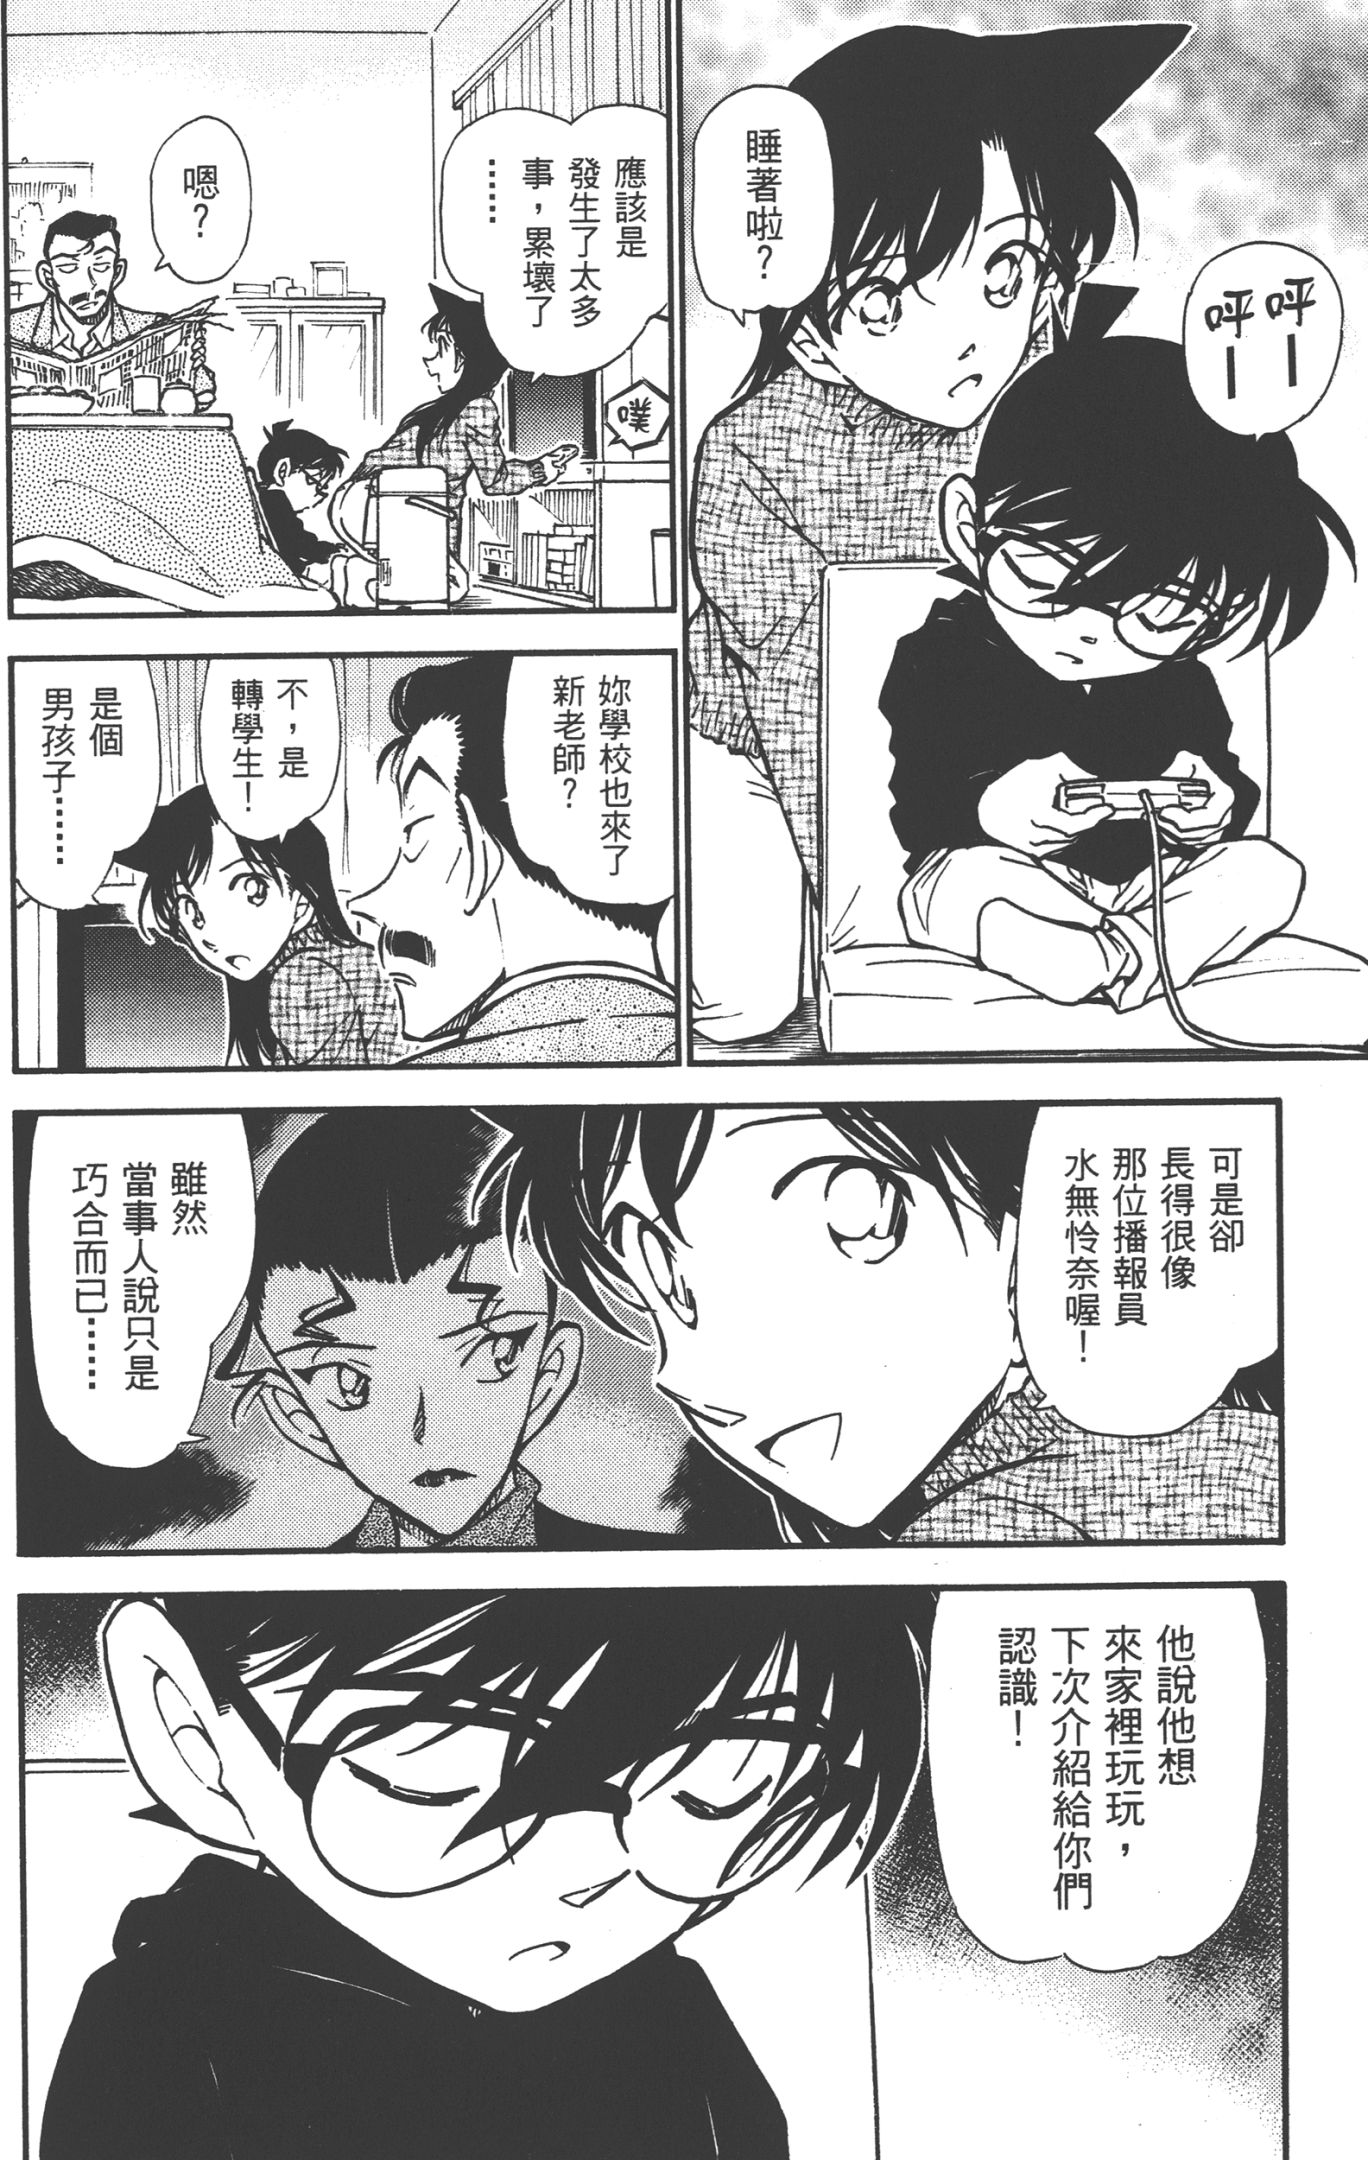 呼ー
呼ー
睡著啦？
應該是
發生了太多
事，累壞了
……
噗
嗯？
妳學校也來了
新老師？
不，是
轉學生！
是個
男孩子……
可是卻
長得很像
那位播報員
水無怜奈喔！
雖然
當事人說只是
巧合而已……
他說他想
來家裡玩玩，
下次介紹給你們
認識！